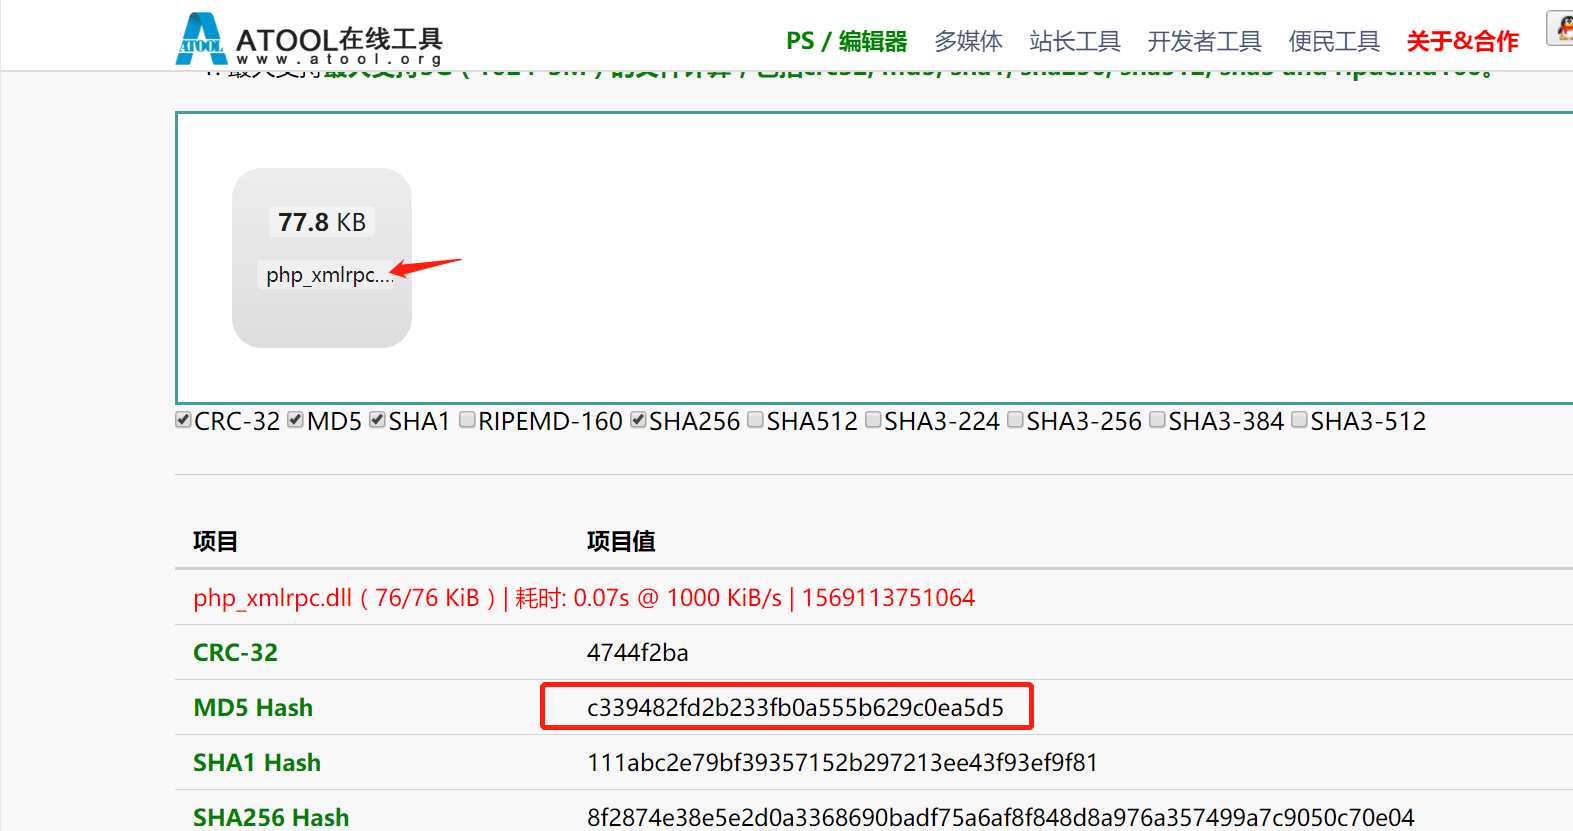 ATOOL
ATOOL在线工具
www.atool.org
PS / 编辑器 多媒体 站长工具 开发者工具 便民工具 关于&合作
77.8 KB
php_xmlrpc....
CRC-32 MD5 SHA1 RIPEMD-160 SHA256 SHA512 SHA3-224 SHA3-256 SHA3-384 SHA3-512
项目 项目值
php_xmlrpc.dll ( 76/76 KiB ) | 耗时: 0.07s @ 1000 KiB/s | 1569113751064
CRC-32 4744f2ba
MD5 Hash c339482fd2b233fb0a555b629c0ea5d5
SHA1 Hash 111abc2e79bf39357152b297213ee43f93ef9f81
SHA256 Hash 8f2874e38e5e2d0a3368690badf75a6af8f848d8a976a357499a7c9050c70e04